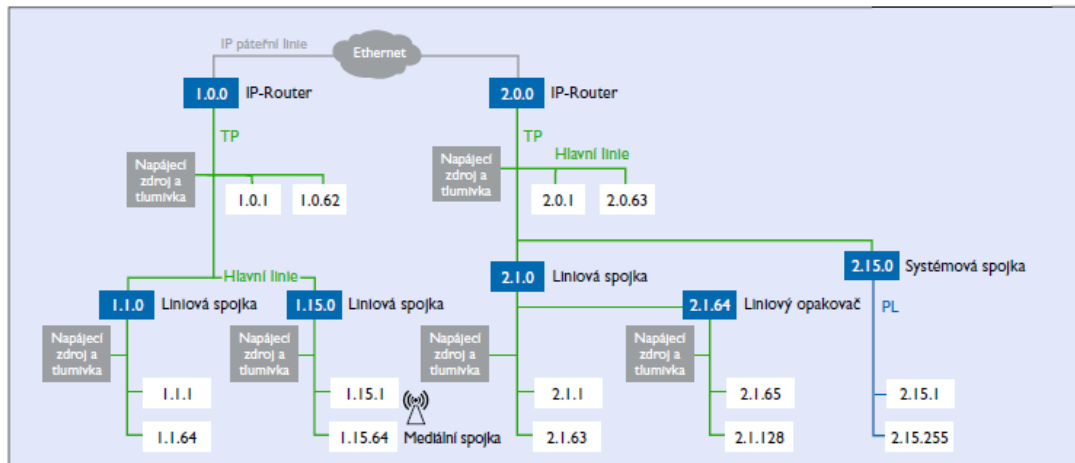 IP páteřní linie
Ethernet
1.0.0
IP-Router
2.0.0
IP-Router
TP
TP
Hlavní linie
Napájecí
zdroj a
tlumivka
Napájecí
zdroj a
tlumivka
1.0.1
1.0.62
2.0.1
2.0.63
Hlavní linie
2.1.0
Liniová spojka
2.15.0
Systémová spojka
1.1.0
Liniová spojka
1.15.0
Liniová spojka
2.1.64
Liniový opakovač
PL
Napájecí
zdroj a
tlumivka
Napájecí
zdroj a
tlumivka
Napájecí
zdroj a
tlumivka
Napájecí
zdroj a
tlumivka
1.1.1
1.15.1
2.1.1
2.1.65
2.15.1
1.1.64
1.15.64
Mediální spojka
2.1.63
2.1.128
2.15.255